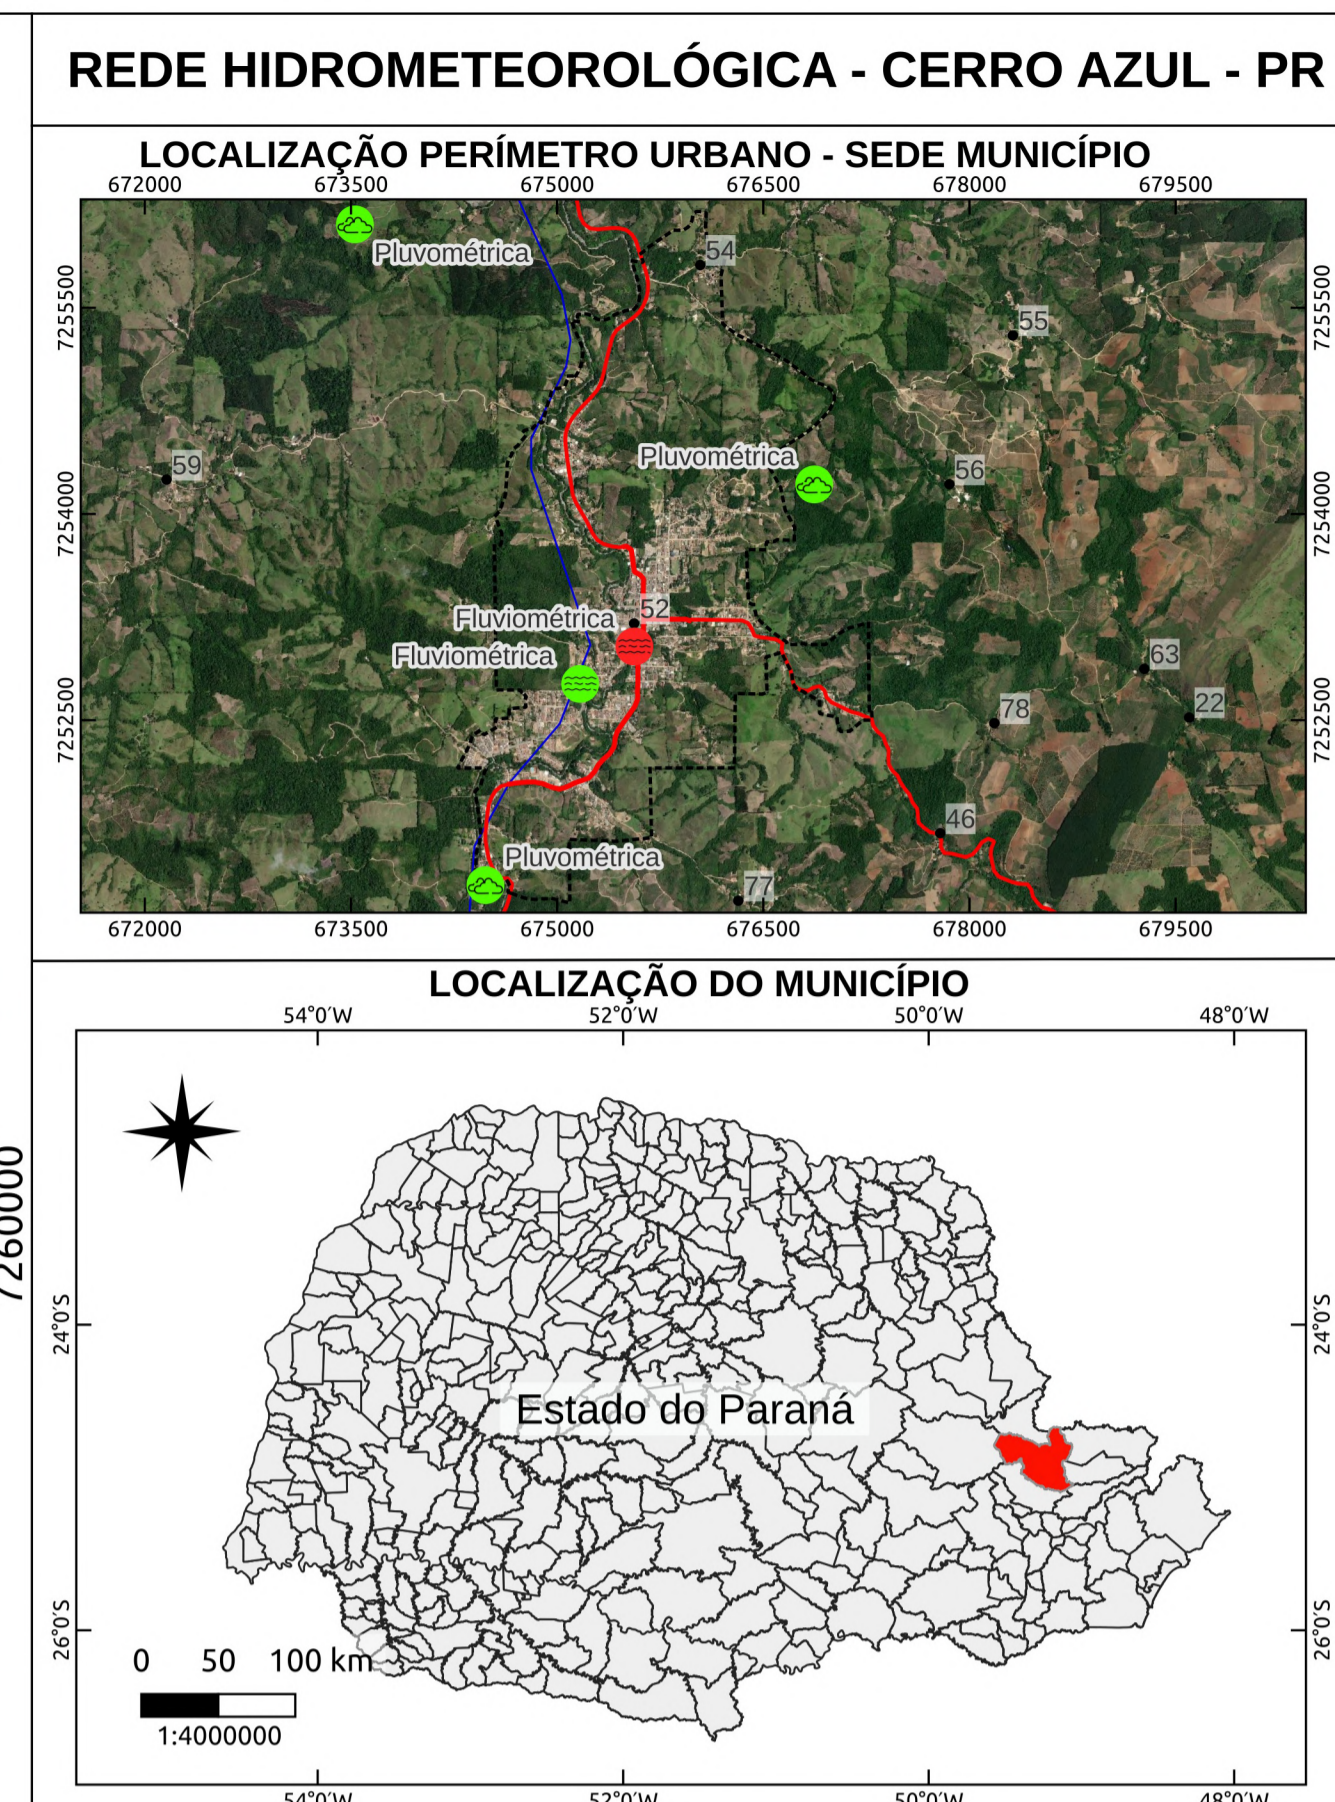 REDE HIDROMETEOROLÓGICA - CERRO AZUL - PR
LOCALIZAÇÃO PERÍMETRO URBANO - SEDE MUNICÍPIO
672000 673500 675000 676500 678000 679500
Pluvométrica
54
7255500
7255500
55
Pluvométrica
59
56
7254000
7254000
Fluviométrica
52
Fluviométrica
63
78
22
7252500
7252500
46
Pluvométrica
77
672000 673500 675000 676500 678000 679500
LOCALIZAÇÃO DO MUNICÍPIO
54°0′W 52°0′W 50°0′W 48°0′W
7260000
24°0′S
24°0′S
Estado do Paraná
26°0′S
26°0′S
0 50 100 km
1:4000000
54°0′W 52°0′W 50°0′W 48°0′W